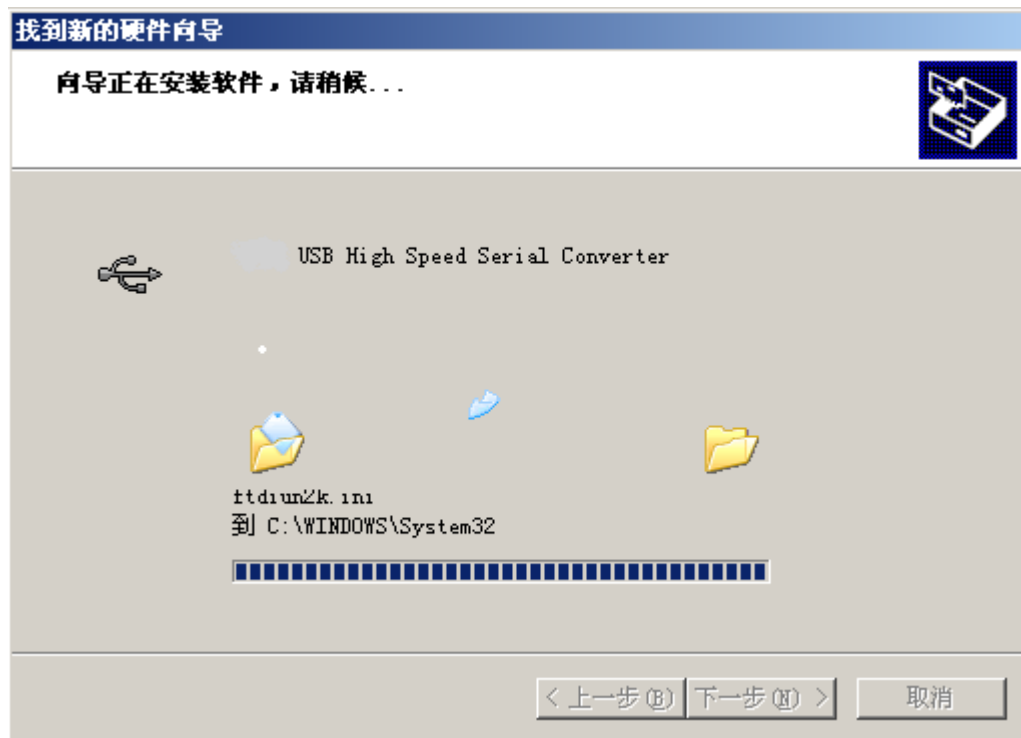 找到新的硬件向导
向导正在安装软件，请稍候...
USB High Speed Serial Converter
ftdiun2k.ini
到 C:\WINDOWS\System32
< 上一步(B)
下一步(N) >
取消